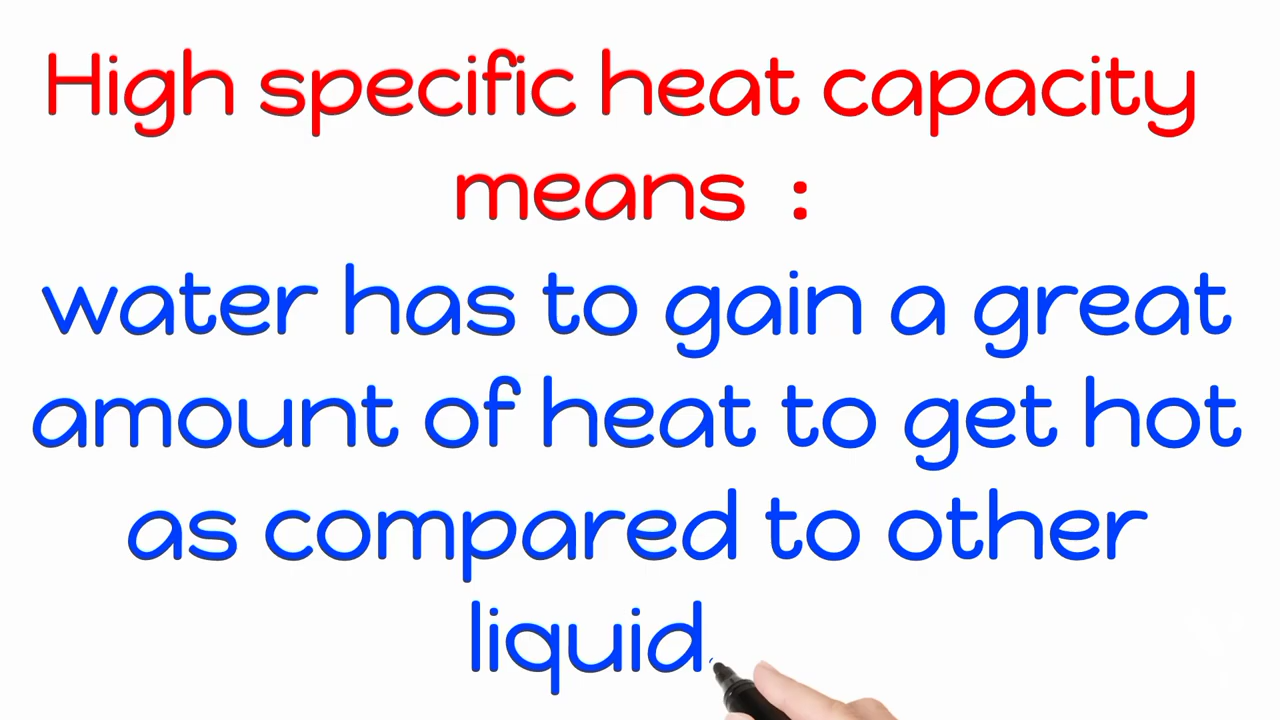 High specific heat capacity
means :
water has to gain a great
amount of heat to get hot
as compared to other
liquid.